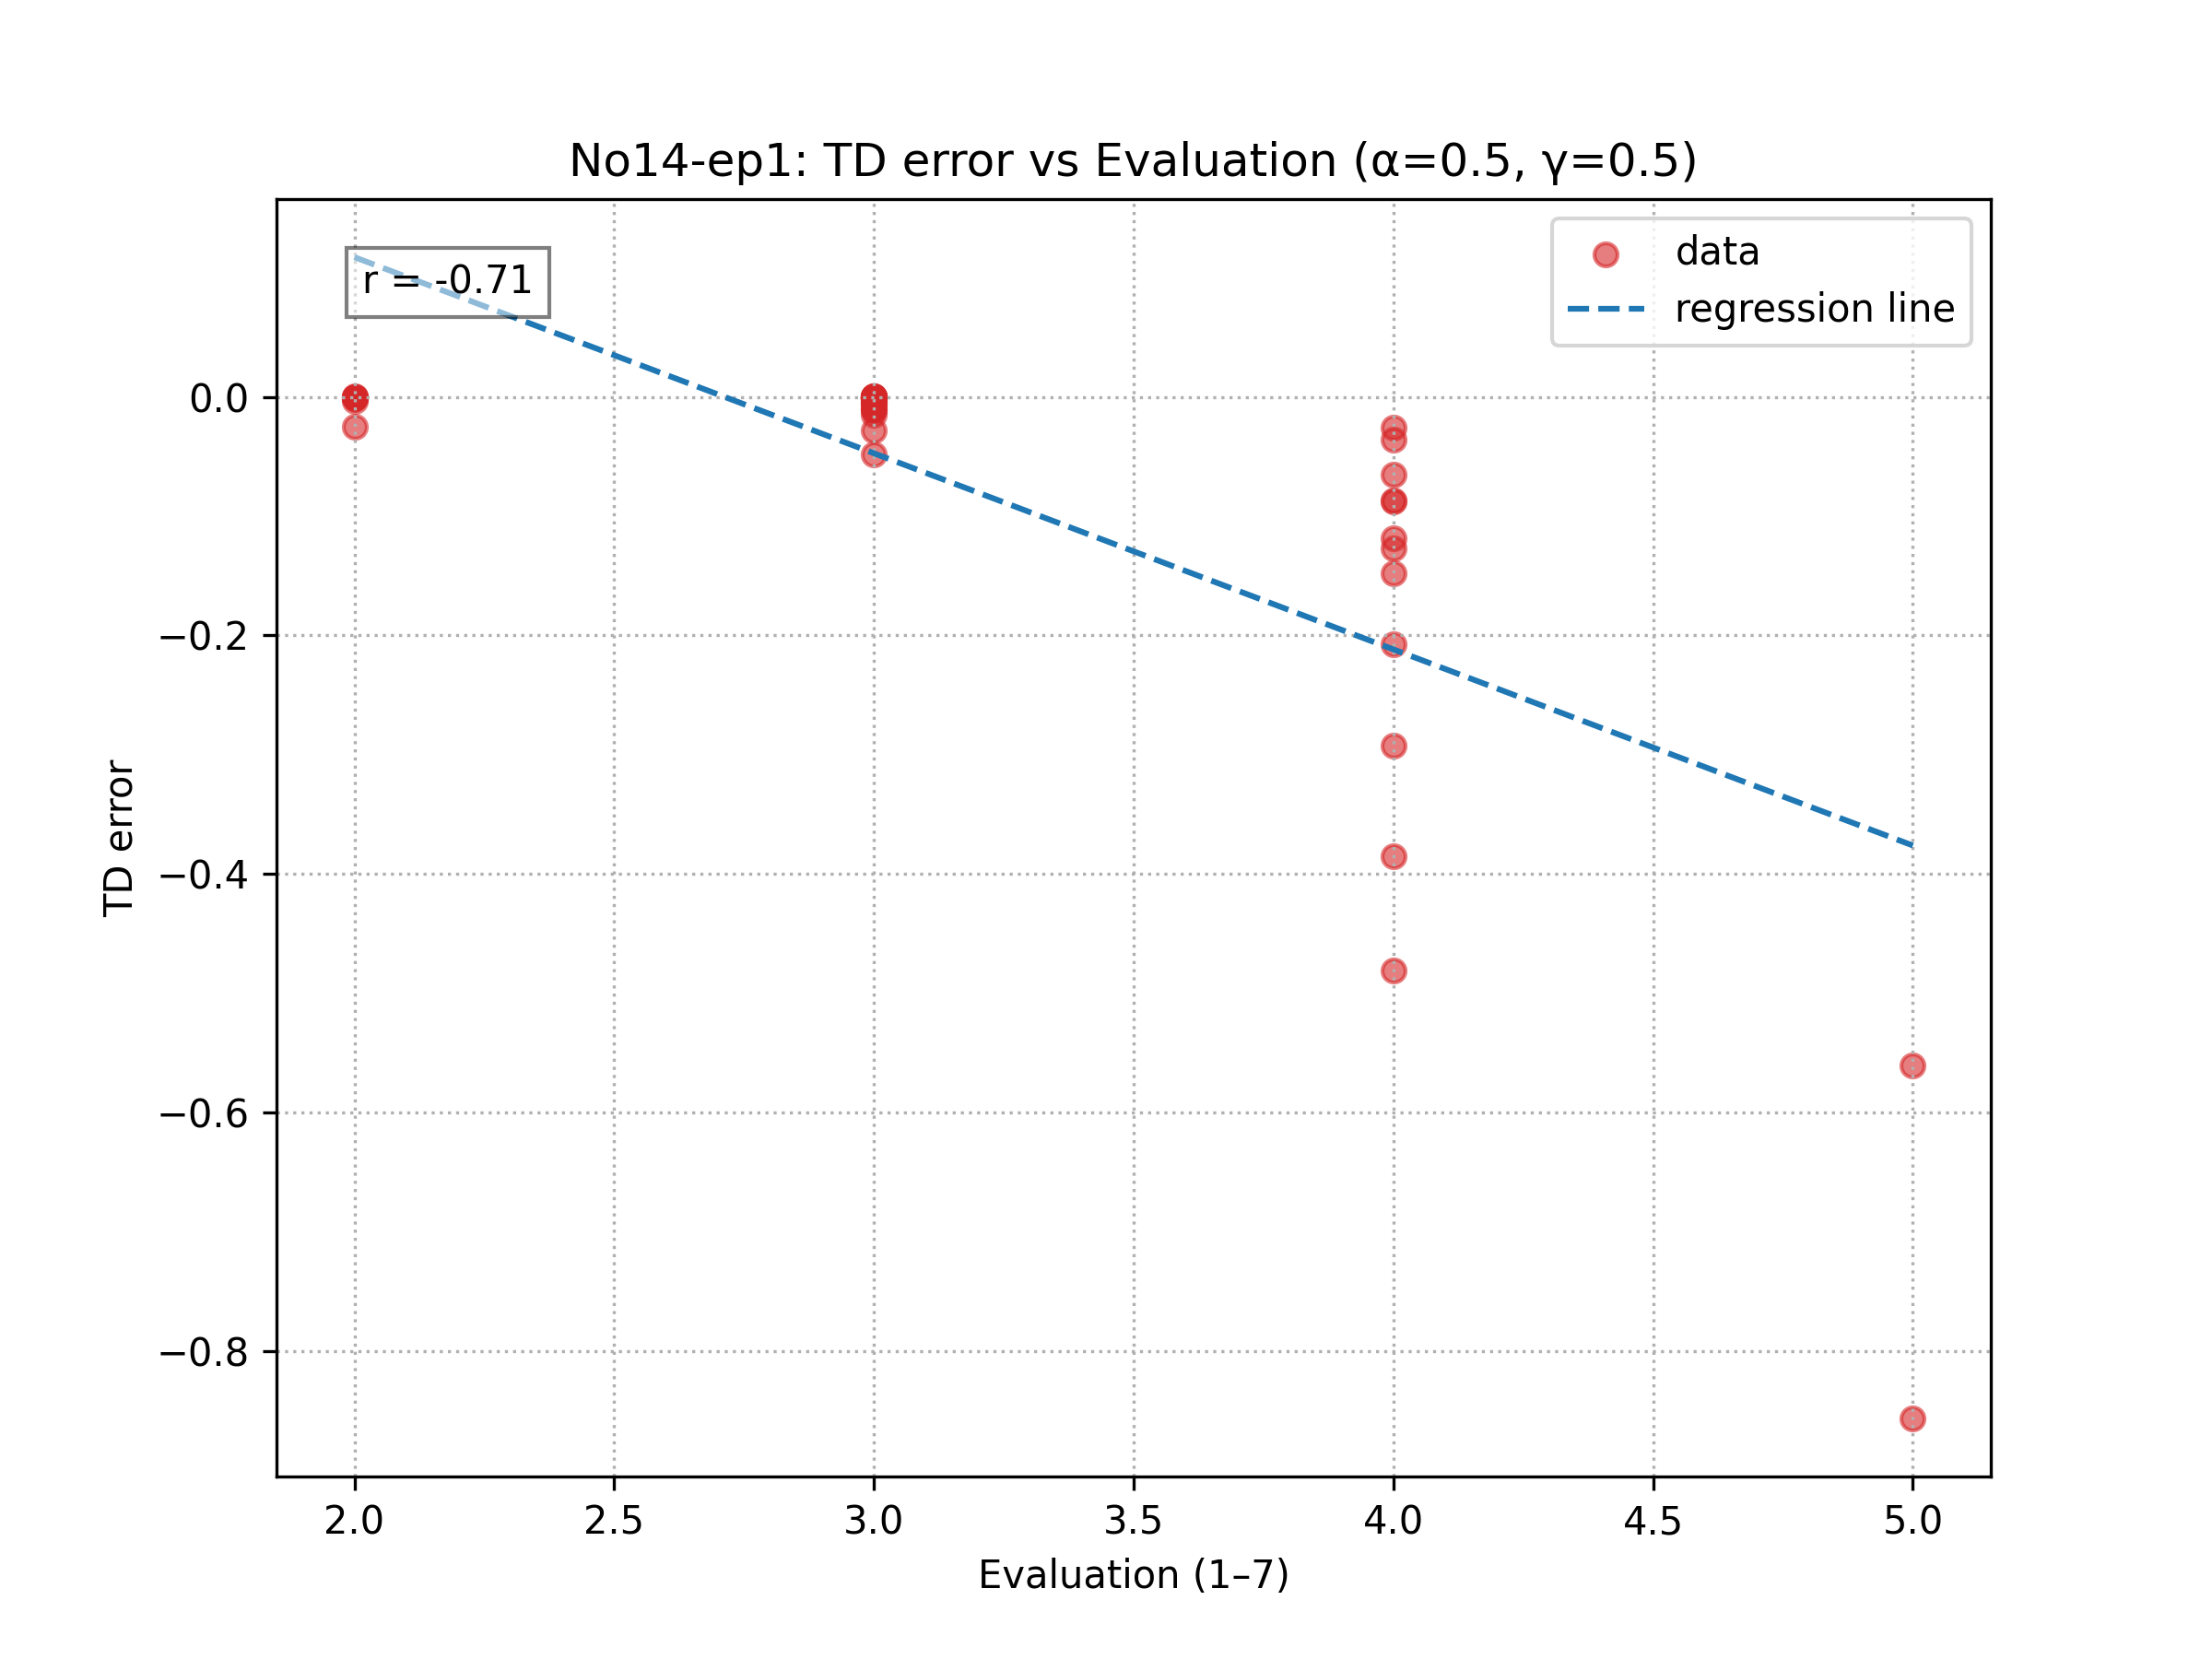 No14-ep1: TD error vs Evaluation (α=0.5, γ=0.5)
r = -0.71
data
regression line
0.0
−0.2
−0.4
−0.6
−0.8
TD error
2.0 2.5 3.0 3.5 4.0 4.5 5.0
Evaluation (1–7)